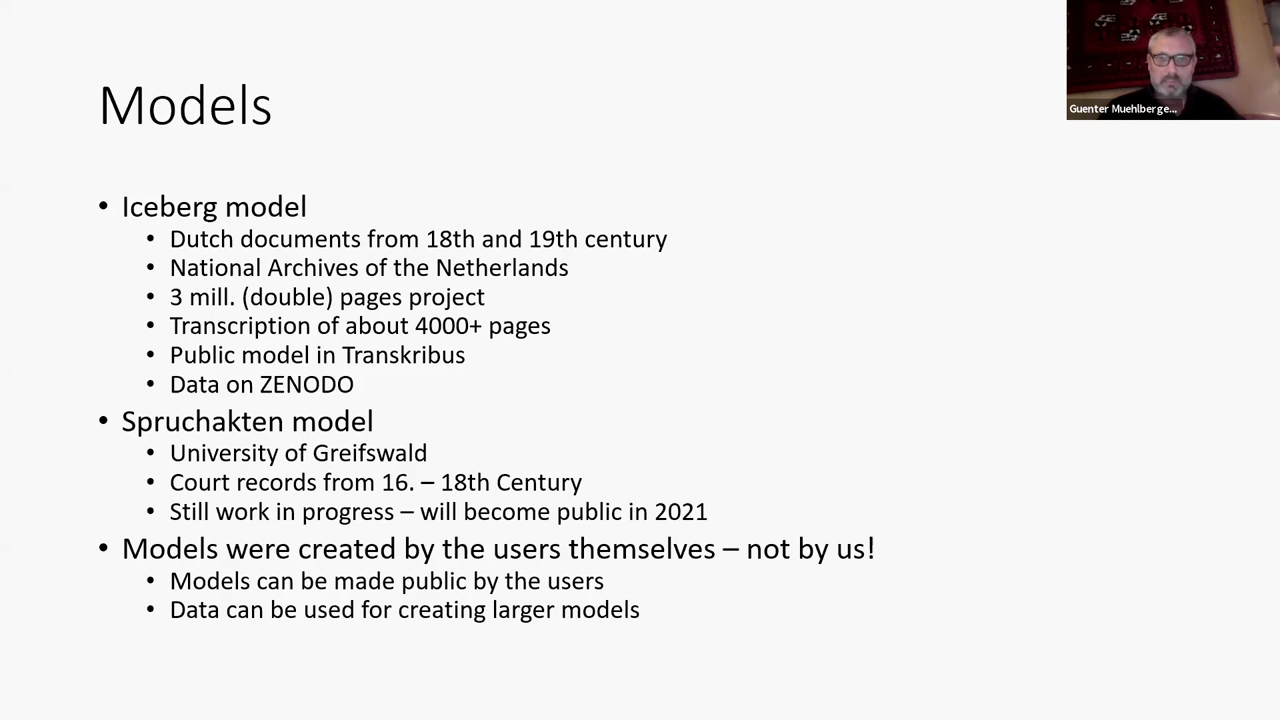 Guenter Muehlberge...
Models
• Iceberg model
• Dutch documents from 18th and 19th century
• National Archives of the Netherlands
• 3 mill. (double) pages project
• Transcription of about 4000+ pages
• Public model in Transkribus
• Data on ZENODO
• Spruchakten model
• University of Greifswald
• Court records from 16. – 18th Century
• Still work in progress – will become public in 2021
• Models were created by the users themselves – not by us!
• Models can be made public by the users
• Data can be used for creating larger models